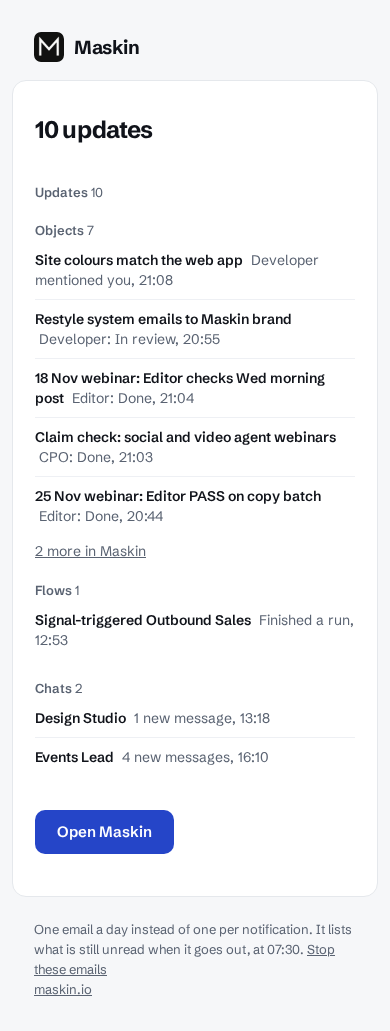 Maskin
10 updates
Updates 10
Objects 7
Site colours match the web app Developer
mentioned you, 21:08
Restyle system emails to Maskin brand
Developer: In review, 20:55
18 Nov webinar: Editor checks Wed morning
post Editor: Done, 21:04
Claim check: social and video agent webinars
CPO: Done, 21:03
25 Nov webinar: Editor PASS on copy batch
Editor: Done, 20:44
2 more in Maskin
Flows 1
Signal-triggered Outbound Sales Finished a run,
12:53
Chats 2
Design Studio 1 new message, 13:18
Events Lead 4 new messages, 16:10
Open Maskin
One email a day instead of one per notification. It lists
what is still unread when it goes out, at 07:30. Stop
these emails
maskin.io